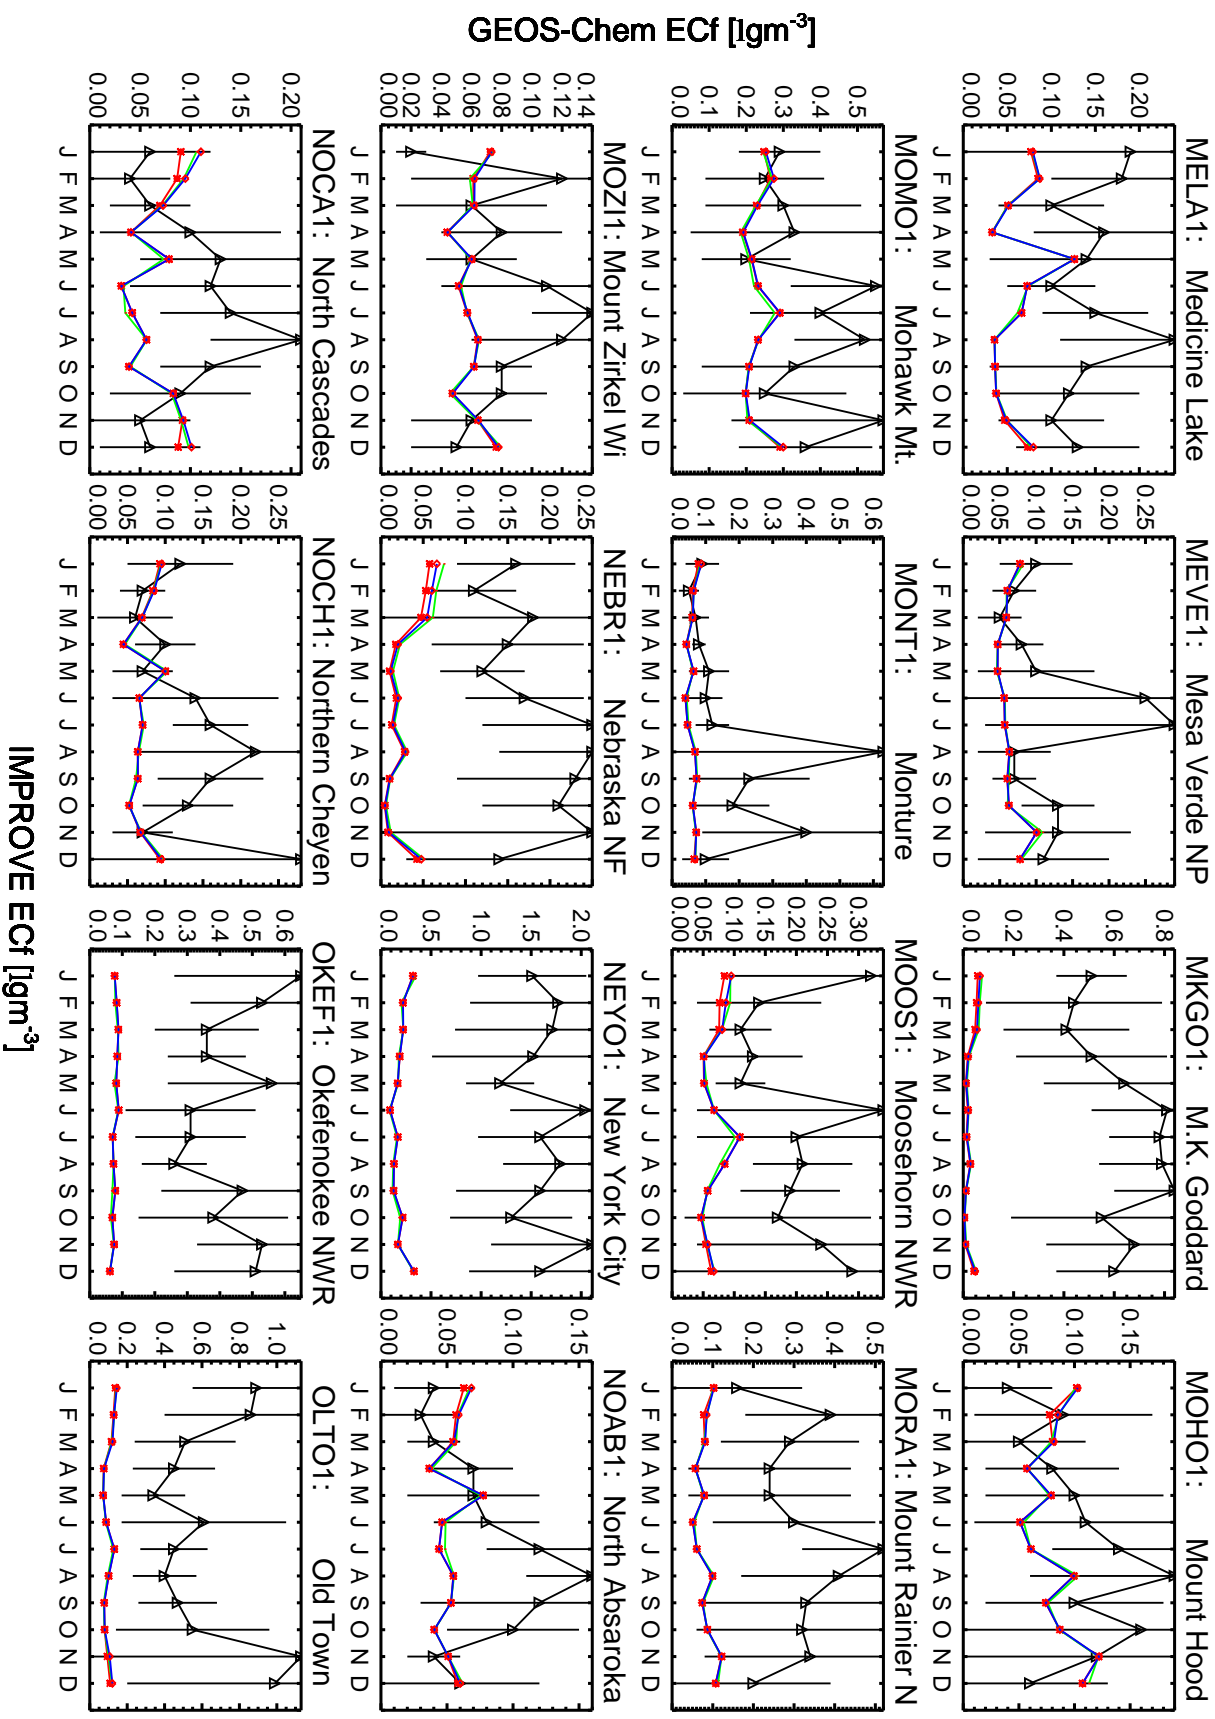 GEOS-Chem ECf [lgm-3]
MELA1: Medicine Lake
0.20
0.15
0.10
0.05
0.00
J F M A M J J A S O N D
MEVE1: Mesa Verde NP
0.25
0.20
0.15
0.10
0.05
0.00
J F M A M J J A S O N D
MKGO1: M.K. Goddard
0.8
0.6
0.4
0.2
0.0
J F M A M J J A S O N D
MOHO1: Mount Hood
0.15
0.10
0.05
0.00
J F M A M J J A S O N D
MOMO1: Mohawk Mt.
0.5
0.4
0.3
0.2
0.1
0.0
J F M A M J J A S O N D
MONT1: Monture
0.6
0.5
0.4
0.3
0.2
0.1
0.0
J F M A M J J A S O N D
MOOS1: Moosehorn NWR
0.30
0.25
0.20
0.15
0.10
0.05
0.00
J F M A M J J A S O N D
MORA1: Mount Rainier N
0.5
0.4
0.3
0.2
0.1
0.0
J F M A M J J A S O N D
MOZI1: Mount Zirkel Wi
0.14
0.12
0.10
0.08
0.06
0.04
0.02
0.00
J F M A M J J A S O N D
NEBR1: Nebraska NF
0.25
0.20
0.15
0.10
0.05
0.00
J F M A M J J A S O N D
NEYO1: New York City
2.0
1.5
1.0
0.5
0.0
J F M A M J J A S O N D
NOAB1: North Absaroka
0.15
0.10
0.05
0.00
J F M A M J J A S O N D
NOCA1: North Cascades
0.20
0.15
0.10
0.05
0.00
J F M A M J J A S O N D
NOCH1: Northern Cheyen
0.25
0.20
0.15
0.10
0.05
0.00
J F M A M J J A S O N D
OKEF1: Okefenokee NWR
0.6
0.5
0.4
0.3
0.2
0.1
0.0
J F M A M J J A S O N D
OLTO1: Old Town
1.0
0.8
0.6
0.4
0.2
0.0
J F M A M J J A S O N D
IMPROVE ECf [lgm-3]